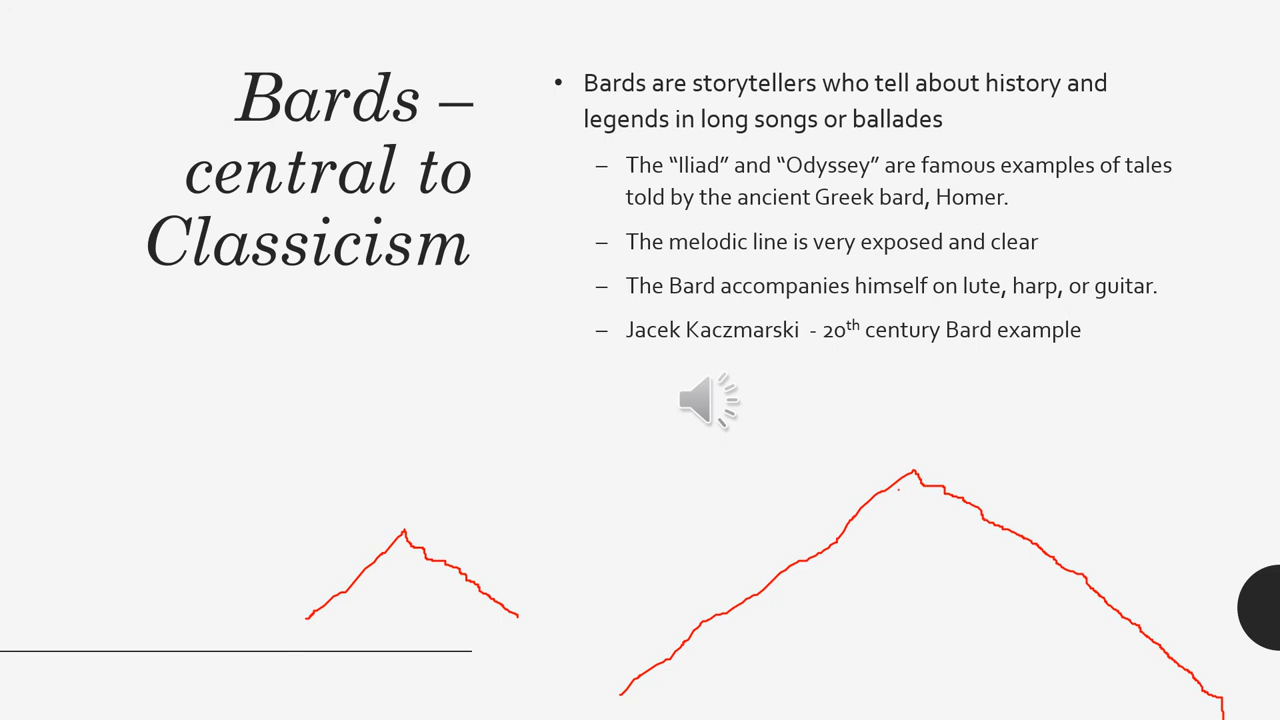 Bards –
central to
Classicism
• Bards are storytellers who tell about history and
legends in long songs or ballades
– The “Iliad” and “Odyssey” are famous examples of tales
told by the ancient Greek bard, Homer.
– The melodic line is very exposed and clear
– The Bard accompanies himself on lute, harp, or guitar.
– Jacek Kaczmarski - 20th century Bard example